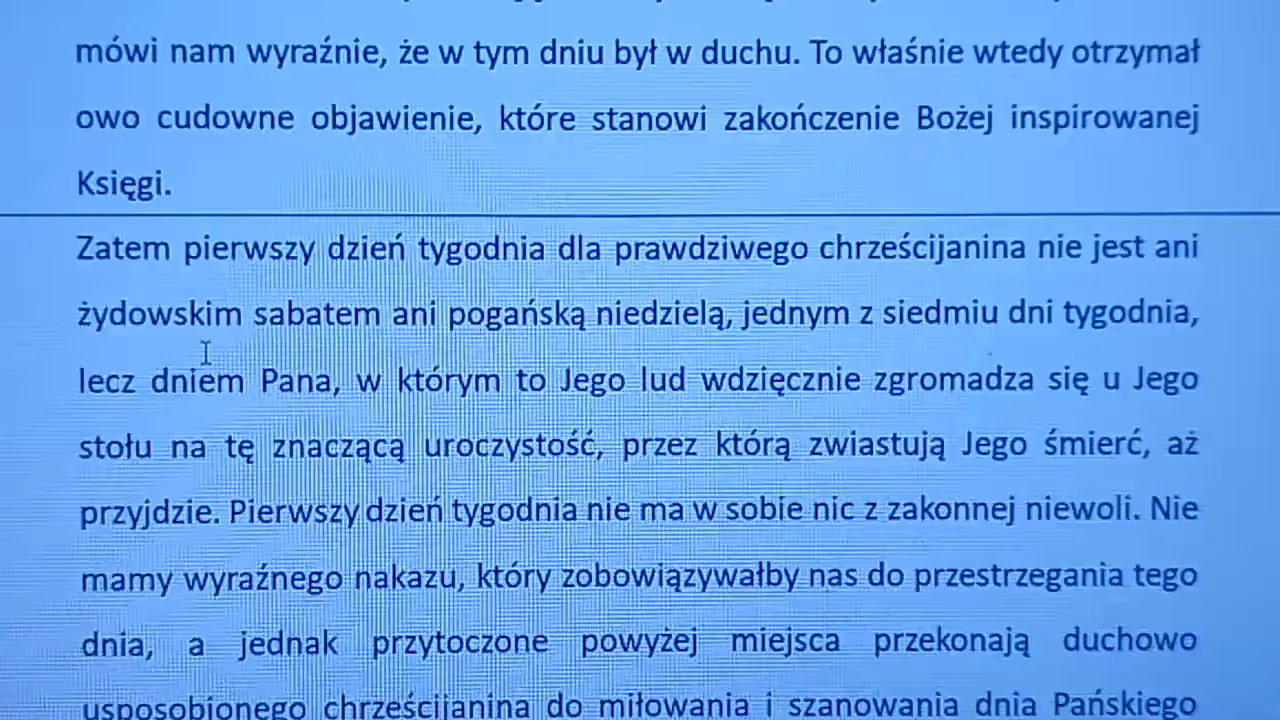 mówi nam wyraźnie, że w tym dniu był w duchu. To właśnie wtedy otrzymał
owo cudowne objawienie, które stanowi zakończenie Bożej inspirowanej
Księgi.
Zatem pierwszy dzień tygodnia dla prawdziwego chrześcijanina nie jest ani
żydowskim sabatem ani pogańską niedzielą, jednym z siedmiu dni tygodnia,
lecz dniem Pana, w którym to Jego lud wdzięcznie zgromadza się u Jego
stołu na tę znaczącą uroczystość, przez którą zwiastują Jego śmierć, aż
przyjdzie. Pierwszy dzień tygodnia nie ma w sobie nic z zakonnej niewoli. Nie
mamy wyraźnego nakazu, który zobowiązywałby nas do przestrzegania tego
dnia, a jednak przytoczone powyżej miejsca przekonają duchowo
usposobionego chrześcijanina do miłowania i szanowania dnia Pańskiego